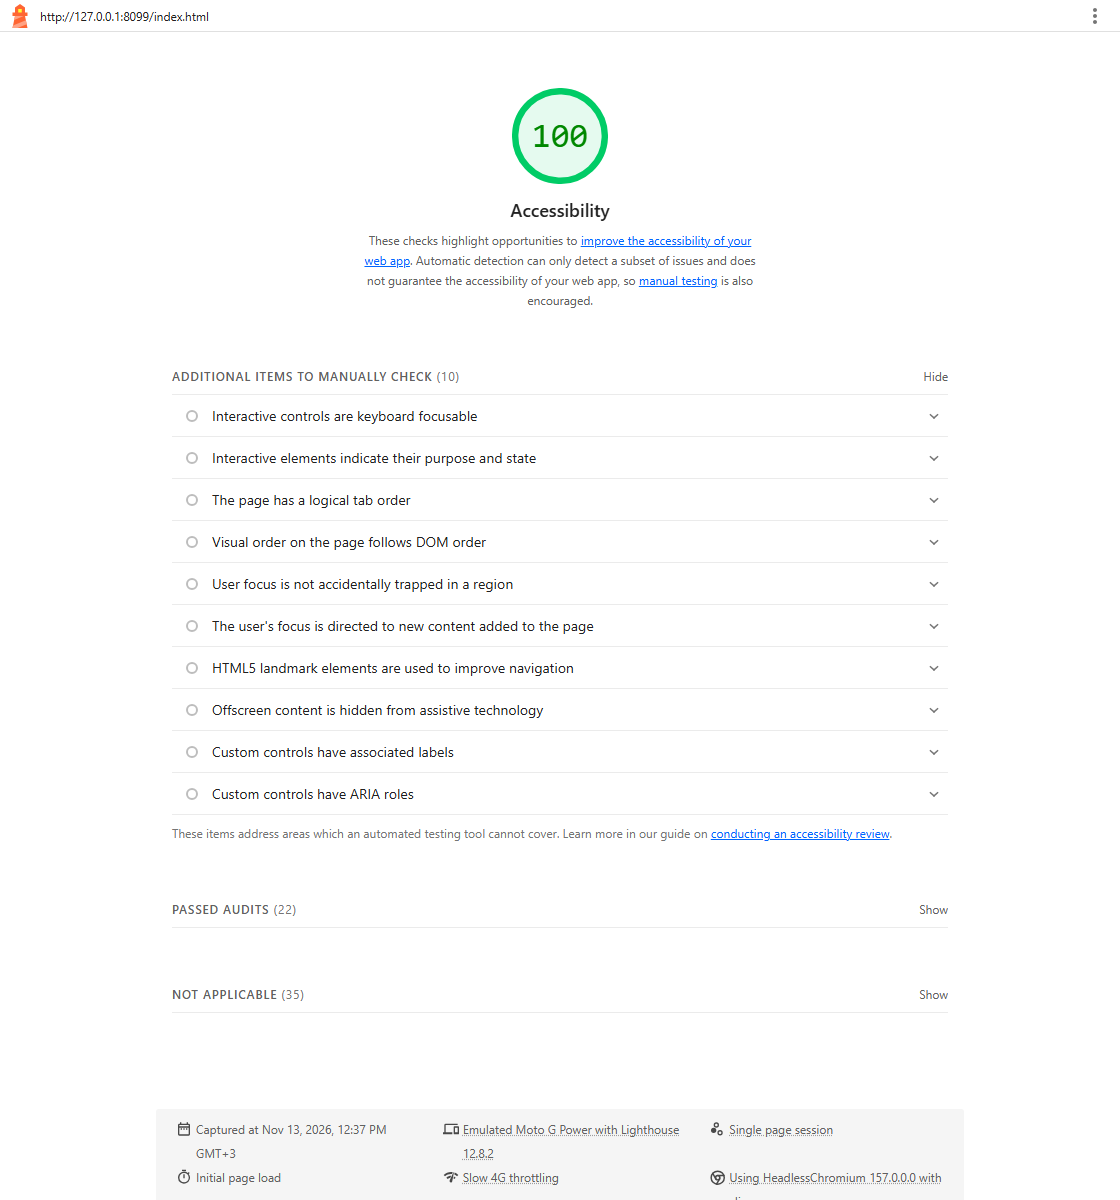 http://127.0.0.1:8099/index.html
100
Accessibility
These checks highlight opportunities to improve the accessibility of your
web app. Automatic detection can only detect a subset of issues and does
not guarantee the accessibility of your web app, so manual testing is also
encouraged.
ADDITIONAL ITEMS TO MANUALLY CHECK (10) Hide
Interactive controls are keyboard focusable
Interactive elements indicate their purpose and state
The page has a logical tab order
Visual order on the page follows DOM order
User focus is not accidentally trapped in a region
The user's focus is directed to new content added to the page
HTML5 landmark elements are used to improve navigation
Offscreen content is hidden from assistive technology
Custom controls have associated labels
Custom controls have ARIA roles
These items address areas which an automated testing tool cannot cover. Learn more in our guide on conducting an accessibility review.
PASSED AUDITS (22) Show
NOT APPLICABLE (35) Show
Captured at Nov 13, 2026, 12:37 PM
GMT+3
Emulated Moto G Power with Lighthouse
12.8.2
Single page session
Initial page load
Slow 4G throttling
Using HeadlessChromium 157.0.0.0 with